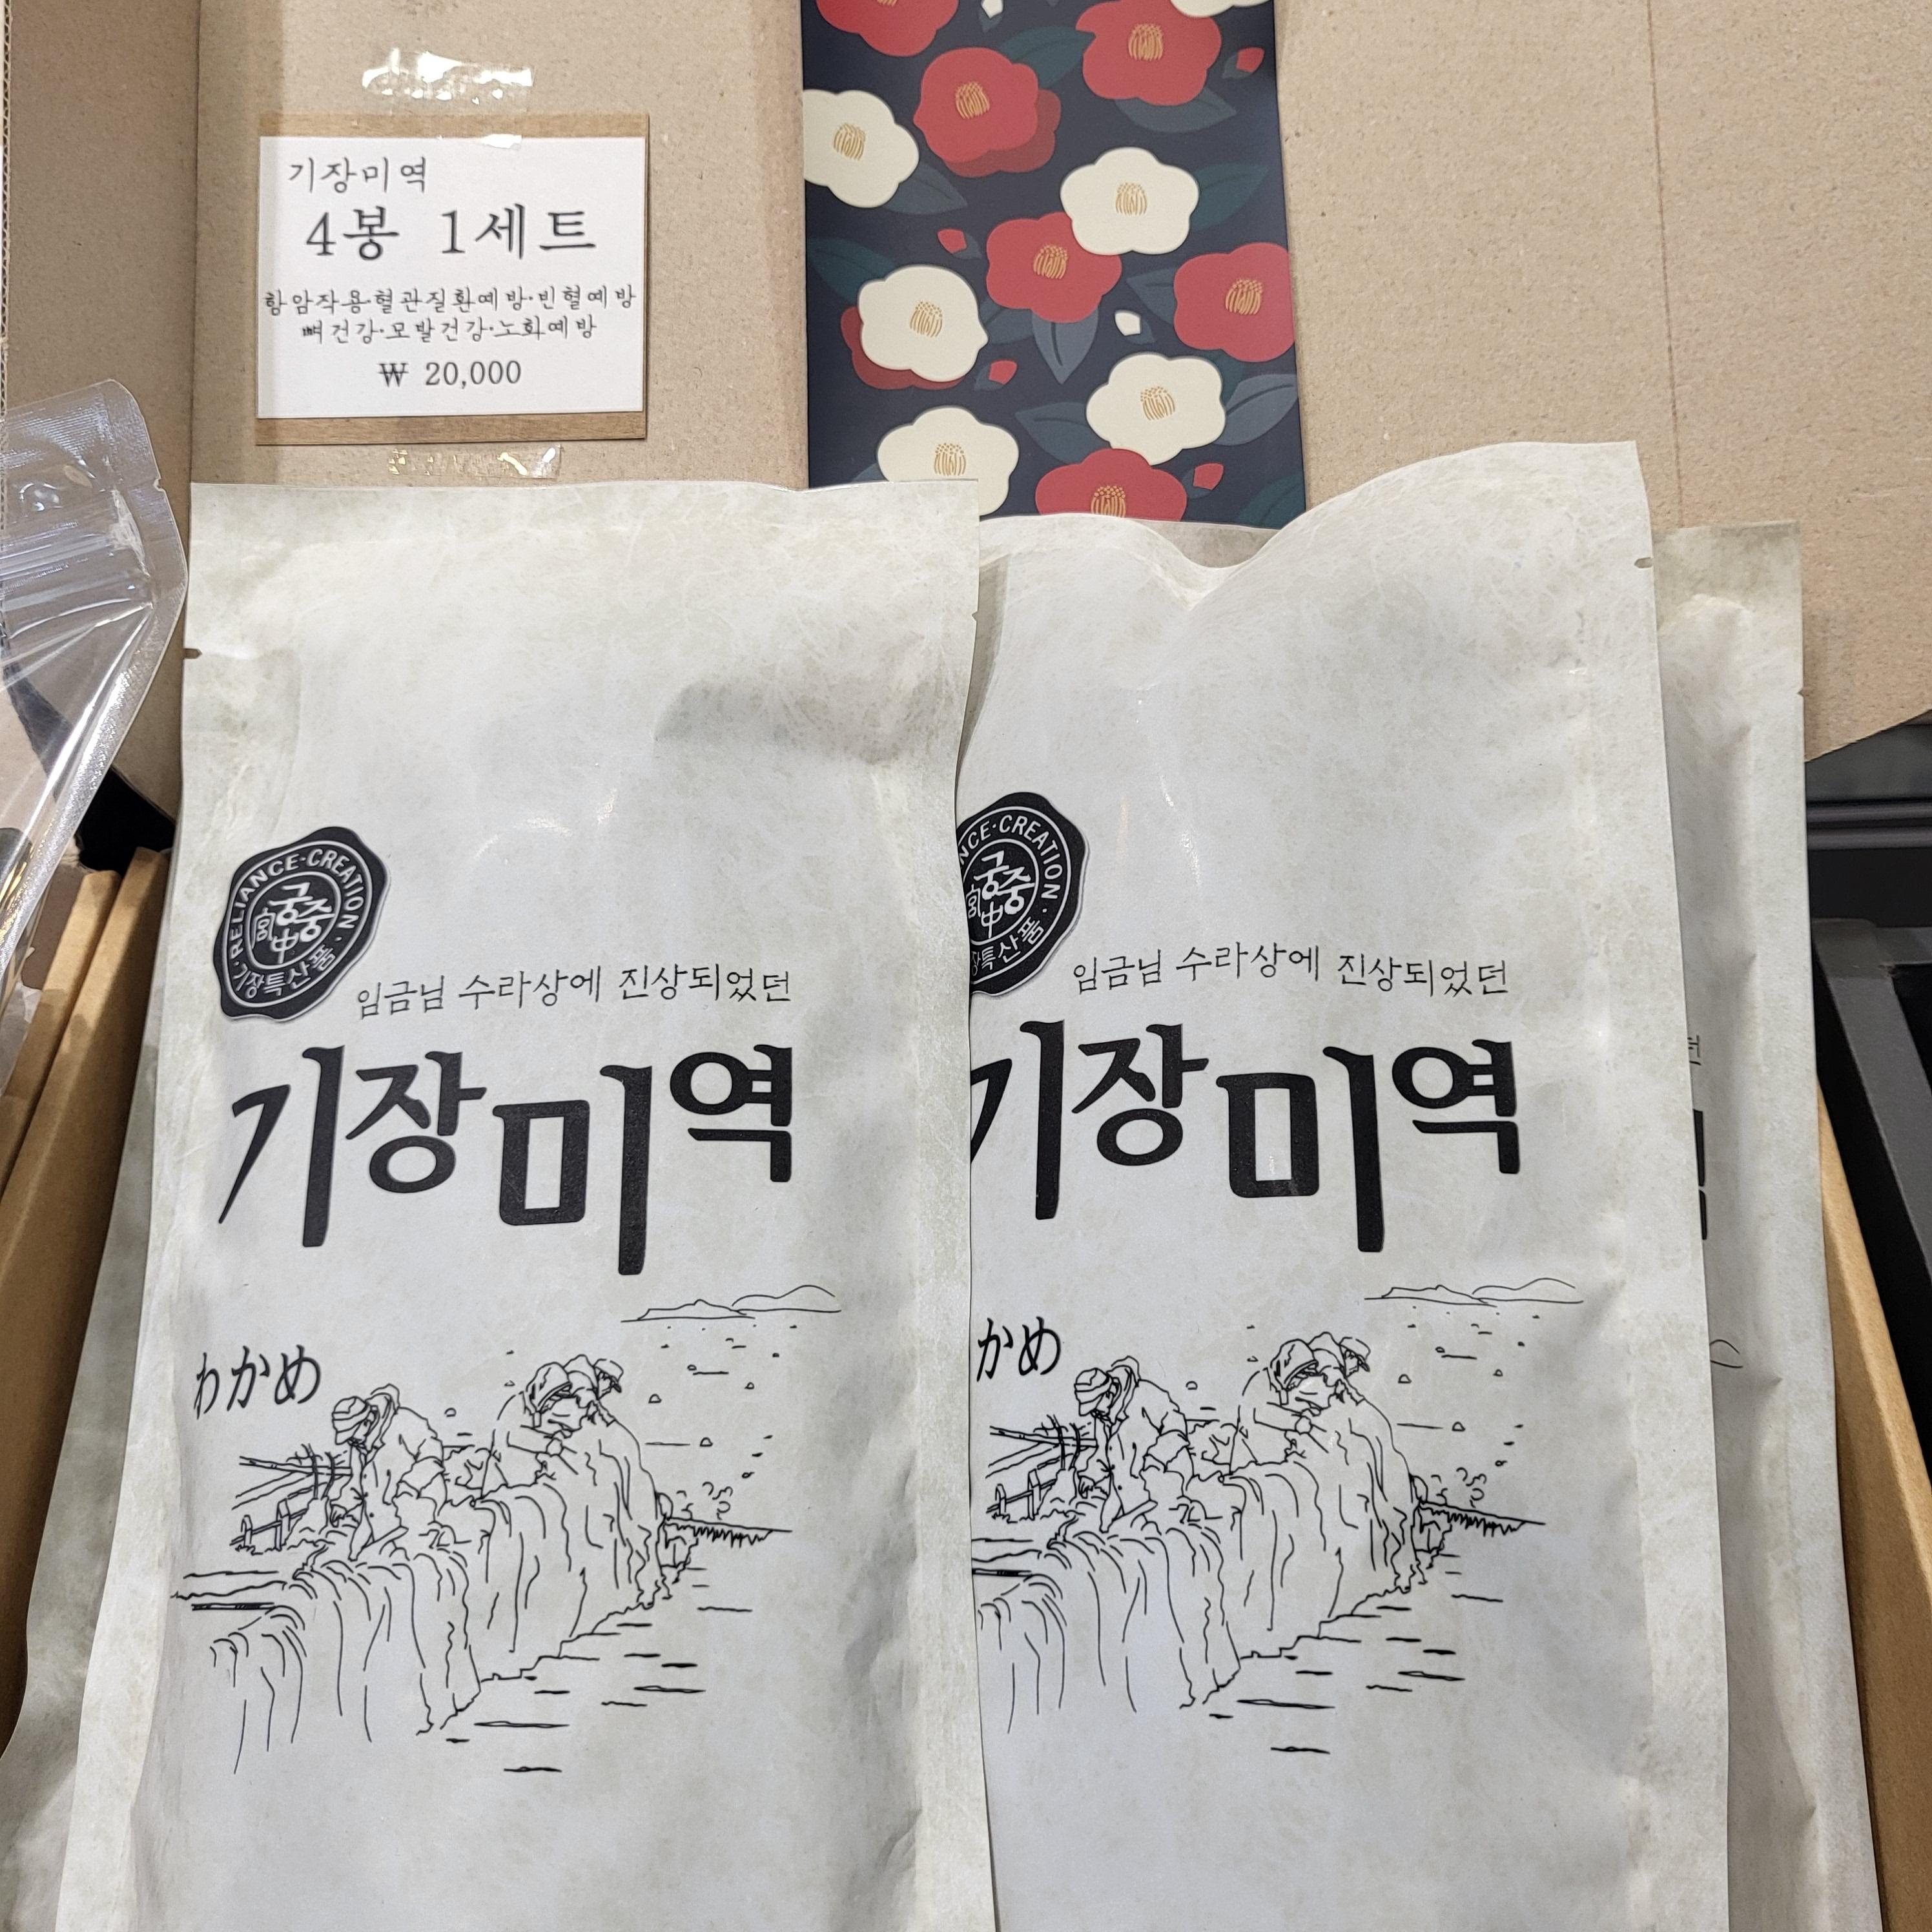 기장미역
4봉 1세트
항암작용·혈관질환예방·빈혈예방
뼈건강·모발건강·노화예방
₩ 20,000
·RELIANCE·CREATION·
궁중
宮中
기장특산품
임금님 수라상에 진상되었던
기장미역
わかめ
NCE·CREATION·
궁중
宮中
장특산품
임금님 수라상에 진상되었던
기장미역
かめ